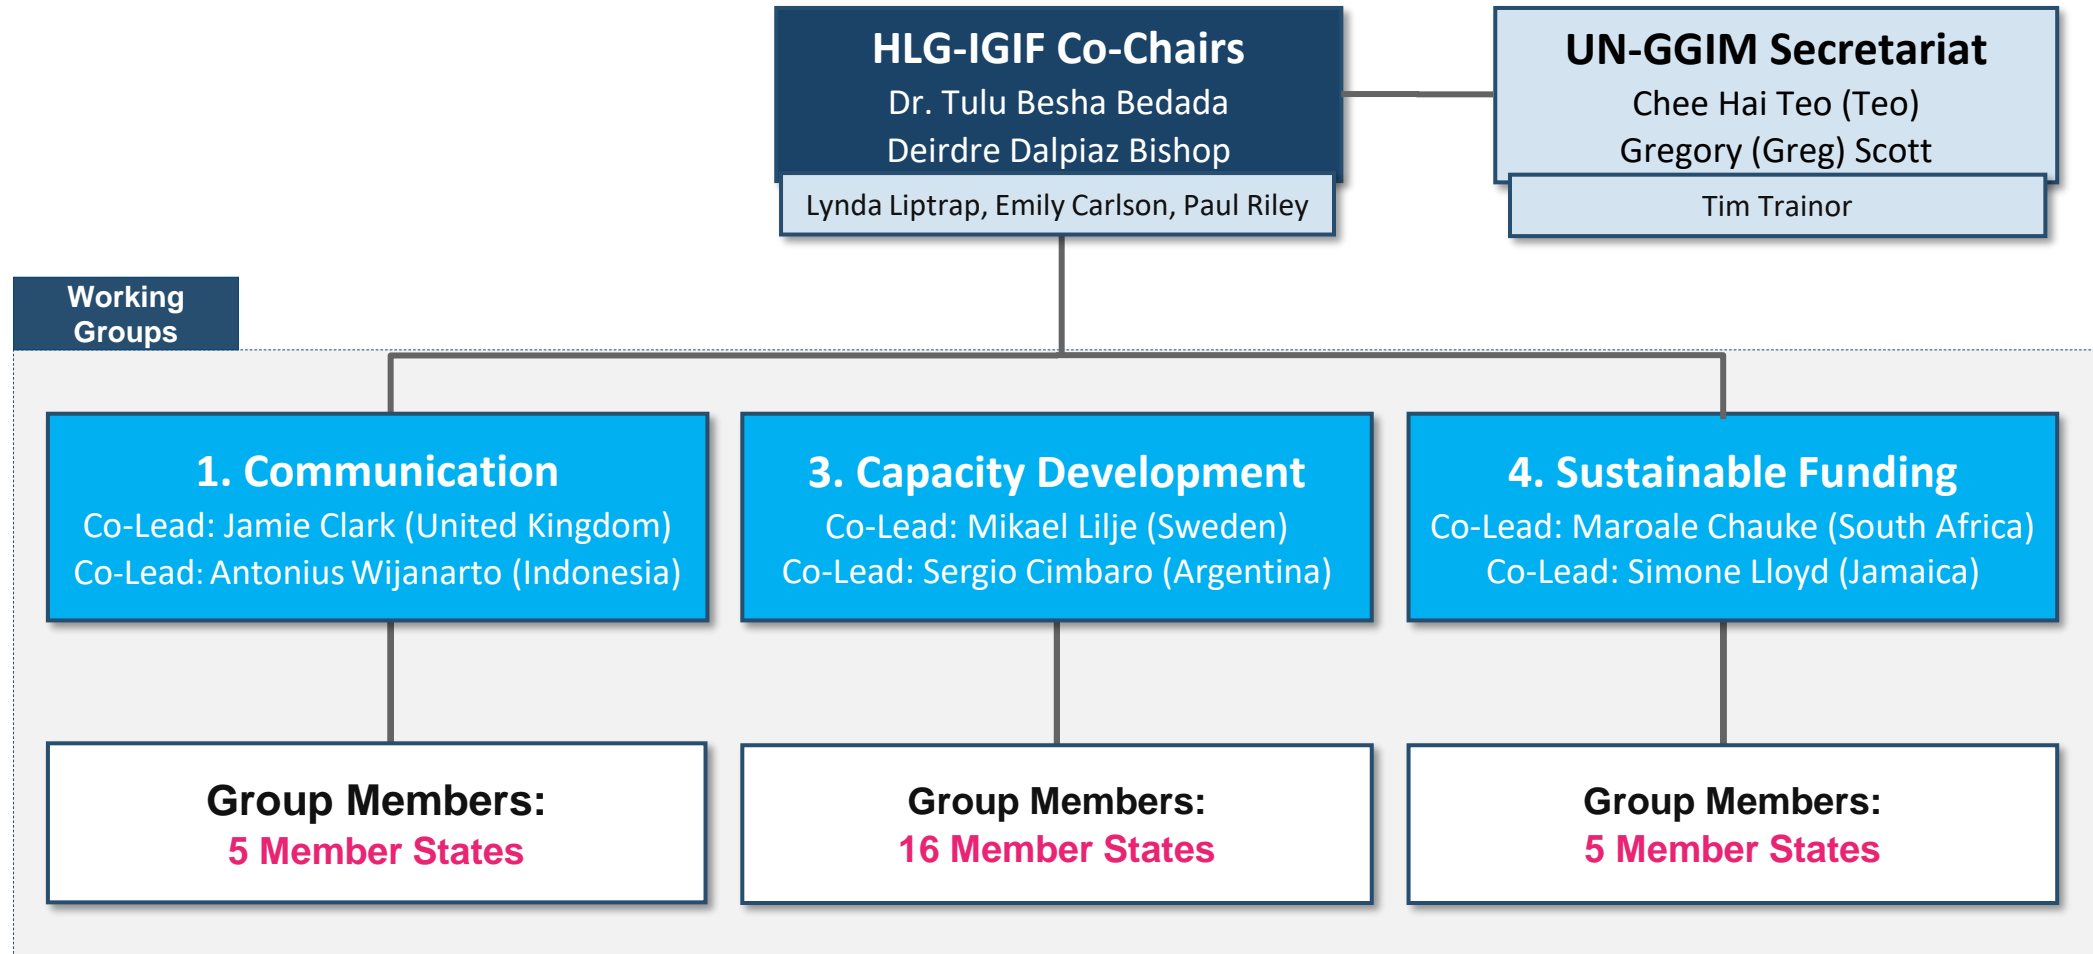 HLG-IGIF Co-Chairs
Dr. Tulu Besha Bedada
Deirdre Dalpiaz Bishop
Lynda Liptrap, Emily Carlson, Paul Riley
UN-GGIM Secretariat
Chee Hai Teo (Teo)
Gregory (Greg) Scott
Tim Trainor
Working
Groups
1. Communication
Co-Lead: Jamie Clark (United Kingdom)
Co-Lead: Antonius Wijanarto (Indonesia)
3. Capacity Development
Co-Lead: Mikael Lilje (Sweden)
Co-Lead: Sergio Cimbaro (Argentina)
4. Sustainable Funding
Co-Lead: Maroale Chauke (South Africa)
Co-Lead: Simone Lloyd (Jamaica)
Group Members:
5 Member States
Group Members:
16 Member States
Group Members:
5 Member States